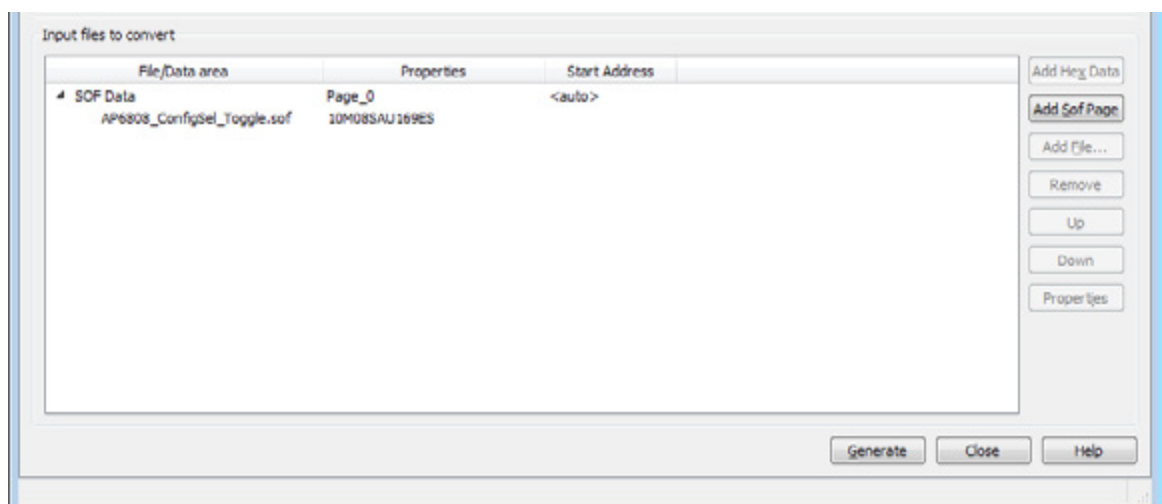 Input files to convert
File/Data area Properties Start Address
Add Hex Data
SOF Data Page_0 <auto>
Add Sof Page
AP6808_ConfigSel_Toggle.sof 10M08SAU169ES
Add File...
Remove
Up
Down
Properties
Generate Close Help